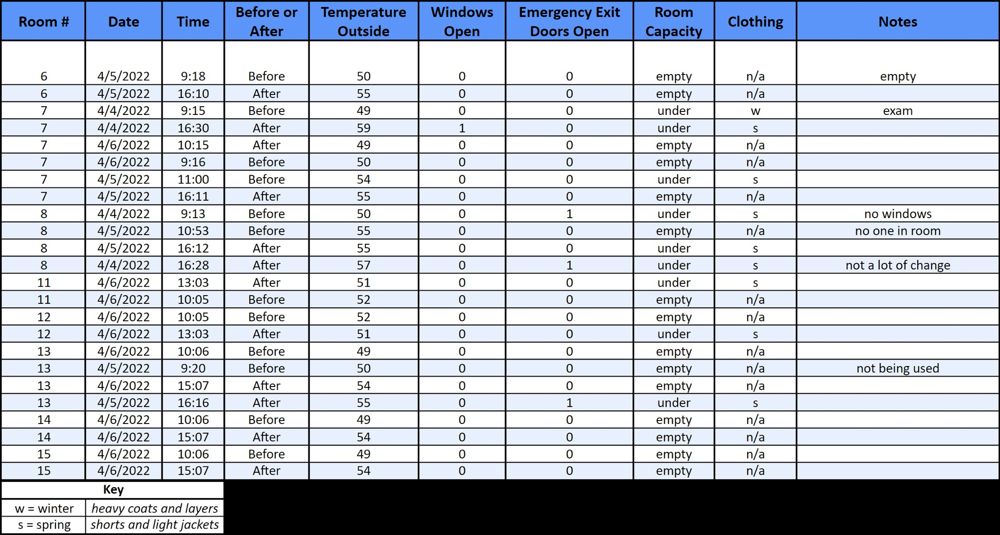 Room # Date Time Before or After Temperature Outside Windows Open Emergency Exit Doors Open Room Capacity Clothing Notes
6 4/5/2022 9:18 Before 50 0 0 empty n/a empty
6 4/5/2022 16:10 After 55 0 0 empty n/a
7 4/4/2022 9:15 Before 49 0 0 under w exam
7 4/4/2022 16:30 After 59 1 0 under s
7 4/6/2022 10:15 After 49 0 0 empty n/a
7 4/6/2022 9:16 Before 50 0 0 empty n/a
7 4/5/2022 11:00 Before 54 0 0 under s
7 4/5/2022 16:11 After 55 0 0 empty n/a
8 4/4/2022 9:13 Before 50 0 1 under s no windows
8 4/5/2022 10:53 Before 55 0 0 empty n/a no one in room
8 4/5/2022 16:12 After 55 0 0 under s
8 4/4/2022 16:28 After 57 0 1 under s not a lot of change
11 4/6/2022 13:03 After 51 0 0 under s
11 4/6/2022 10:05 Before 52 0 0 empty n/a
12 4/6/2022 10:05 Before 52 0 0 empty n/a
12 4/6/2022 13:03 After 51 0 0 under s
13 4/6/2022 10:06 Before 49 0 0 empty n/a
13 4/5/2022 9:20 Before 50 0 0 empty n/a not being used
13 4/6/2022 15:07 After 54 0 0 empty n/a
13 4/5/2022 16:16 After 55 0 1 under s
14 4/6/2022 10:06 Before 49 0 0 empty n/a
14 4/6/2022 15:07 After 54 0 0 empty n/a
15 4/6/2022 10:06 Before 49 0 0 empty n/a
15 4/6/2022 15:07 After 54 0 0 empty n/a
Key
w = winter heavy coats and layers
s = spring shorts and light jackets